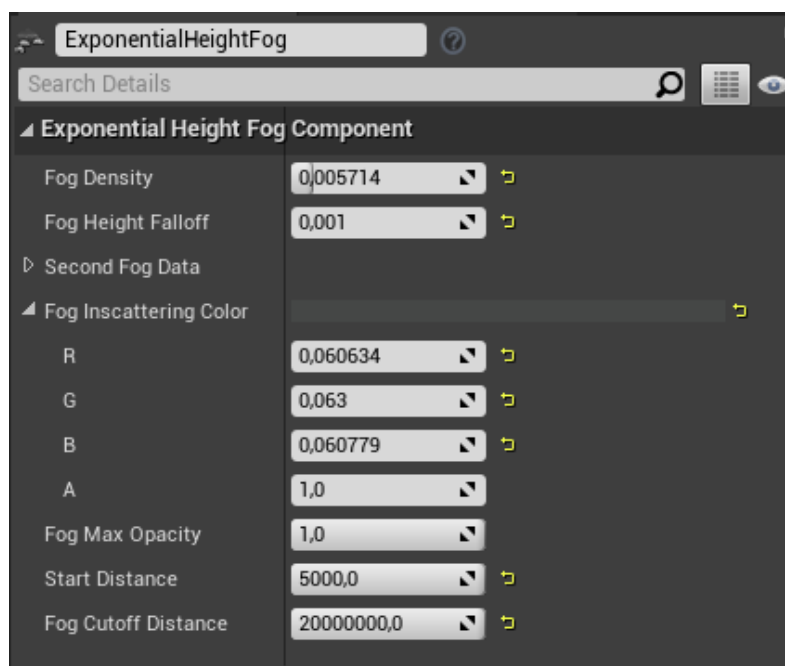 ExponentialHeightFog
Search Details
Exponential Height Fog Component
Fog Density 0,005714
Fog Height Falloff 0,001
Second Fog Data
Fog Inscattering Color
R 0,060634
G 0,063
B 0,060779
A 1,0
Fog Max Opacity 1,0
Start Distance 5000,0
Fog Cutoff Distance 20000000,0